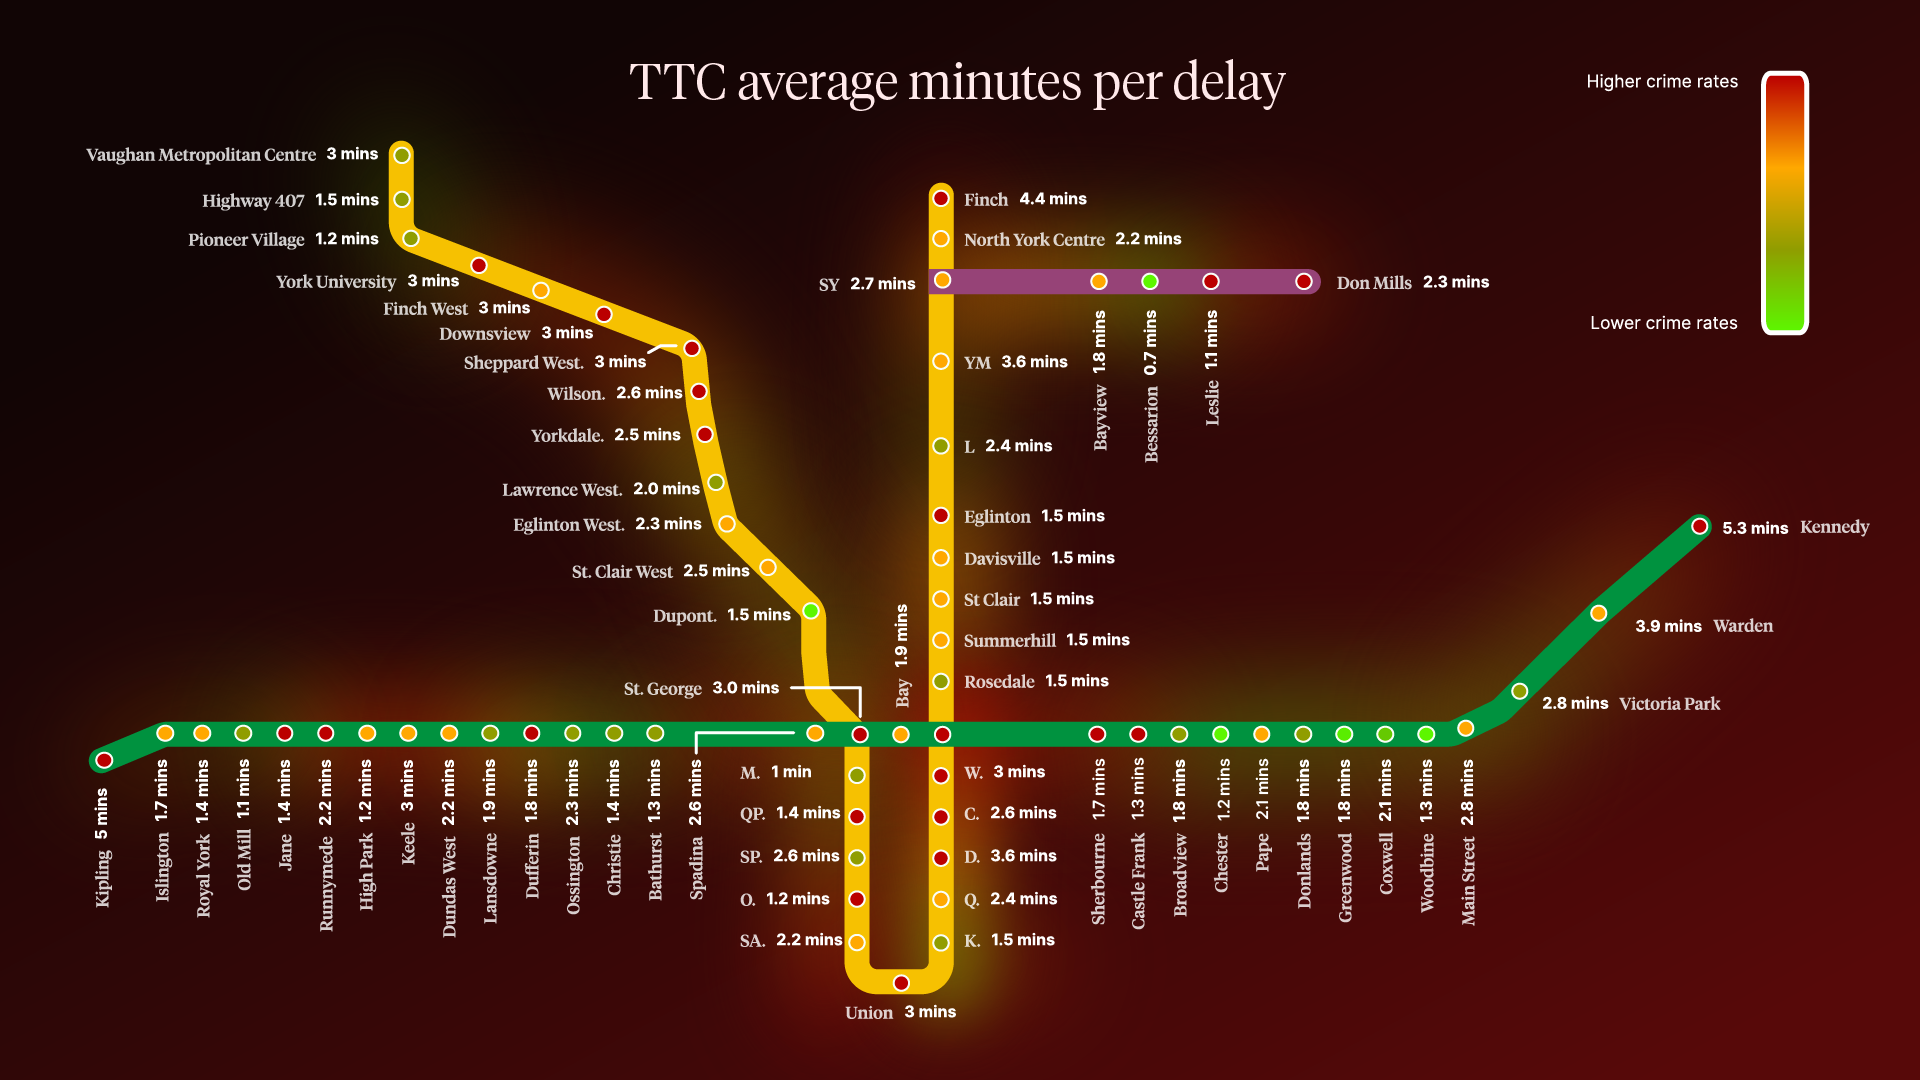 TTC average minutes per delay
Higher crime rates
Lower crime rates
Vaughan Metropolitan Centre 3 mins
Highway 407 1.5 mins
Pioneer Village 1.2 mins
York University 3 mins
Finch West 3 mins
Downsview 3 mins
Sheppard West. 3 mins
Wilson. 2.6 mins
Yorkdale. 2.5 mins
Lawrence West. 2.0 mins
Eglinton West. 2.3 mins
St. Clair West 2.5 mins
Dupont. 1.5 mins
St. George 3.0 mins
Finch 4.4 mins
North York Centre 2.2 mins
SY 2.7 mins
Bayview 1.8 mins
Bessarion 0.7 mins
Leslie 1.1 mins
Don Mills 2.3 mins
YM 3.6 mins
L 2.4 mins
Eglinton 1.5 mins
Davisville 1.5 mins
St Clair 1.5 mins
Summerhill 1.5 mins
Rosedale 1.5 mins
Bay 1.9 mins
5.3 mins Kennedy
3.9 mins Warden
2.8 mins Victoria Park
Kipling 5 mins
Islington 1.7 mins
Royal York 1.4 mins
Old Mill 1.1 mins
Jane 1.4 mins
Runnymede 2.2 mins
High Park 1.2 mins
Keele 3 mins
Dundas West 2.2 mins
Lansdowne 1.9 mins
Dufferin 1.8 mins
Ossington 2.3 mins
Christie 1.4 mins
Bathurst 1.3 mins
Spadina 2.6 mins
M. 1 min
QP. 1.4 mins
SP. 2.6 mins
O. 1.2 mins
SA. 2.2 mins
Union 3 mins
W. 3 mins
C. 2.6 mins
D. 3.6 mins
Q. 2.4 mins
K. 1.5 mins
Sherbourne 1.7 mins
Castle Frank 1.3 mins
Broadview 1.8 mins
Chester 1.2 mins
Pape 2.1 mins
Donlands 1.8 mins
Greenwood 1.8 mins
Coxwell 2.1 mins
Woodbine 1.3 mins
Main Street 2.8 mins